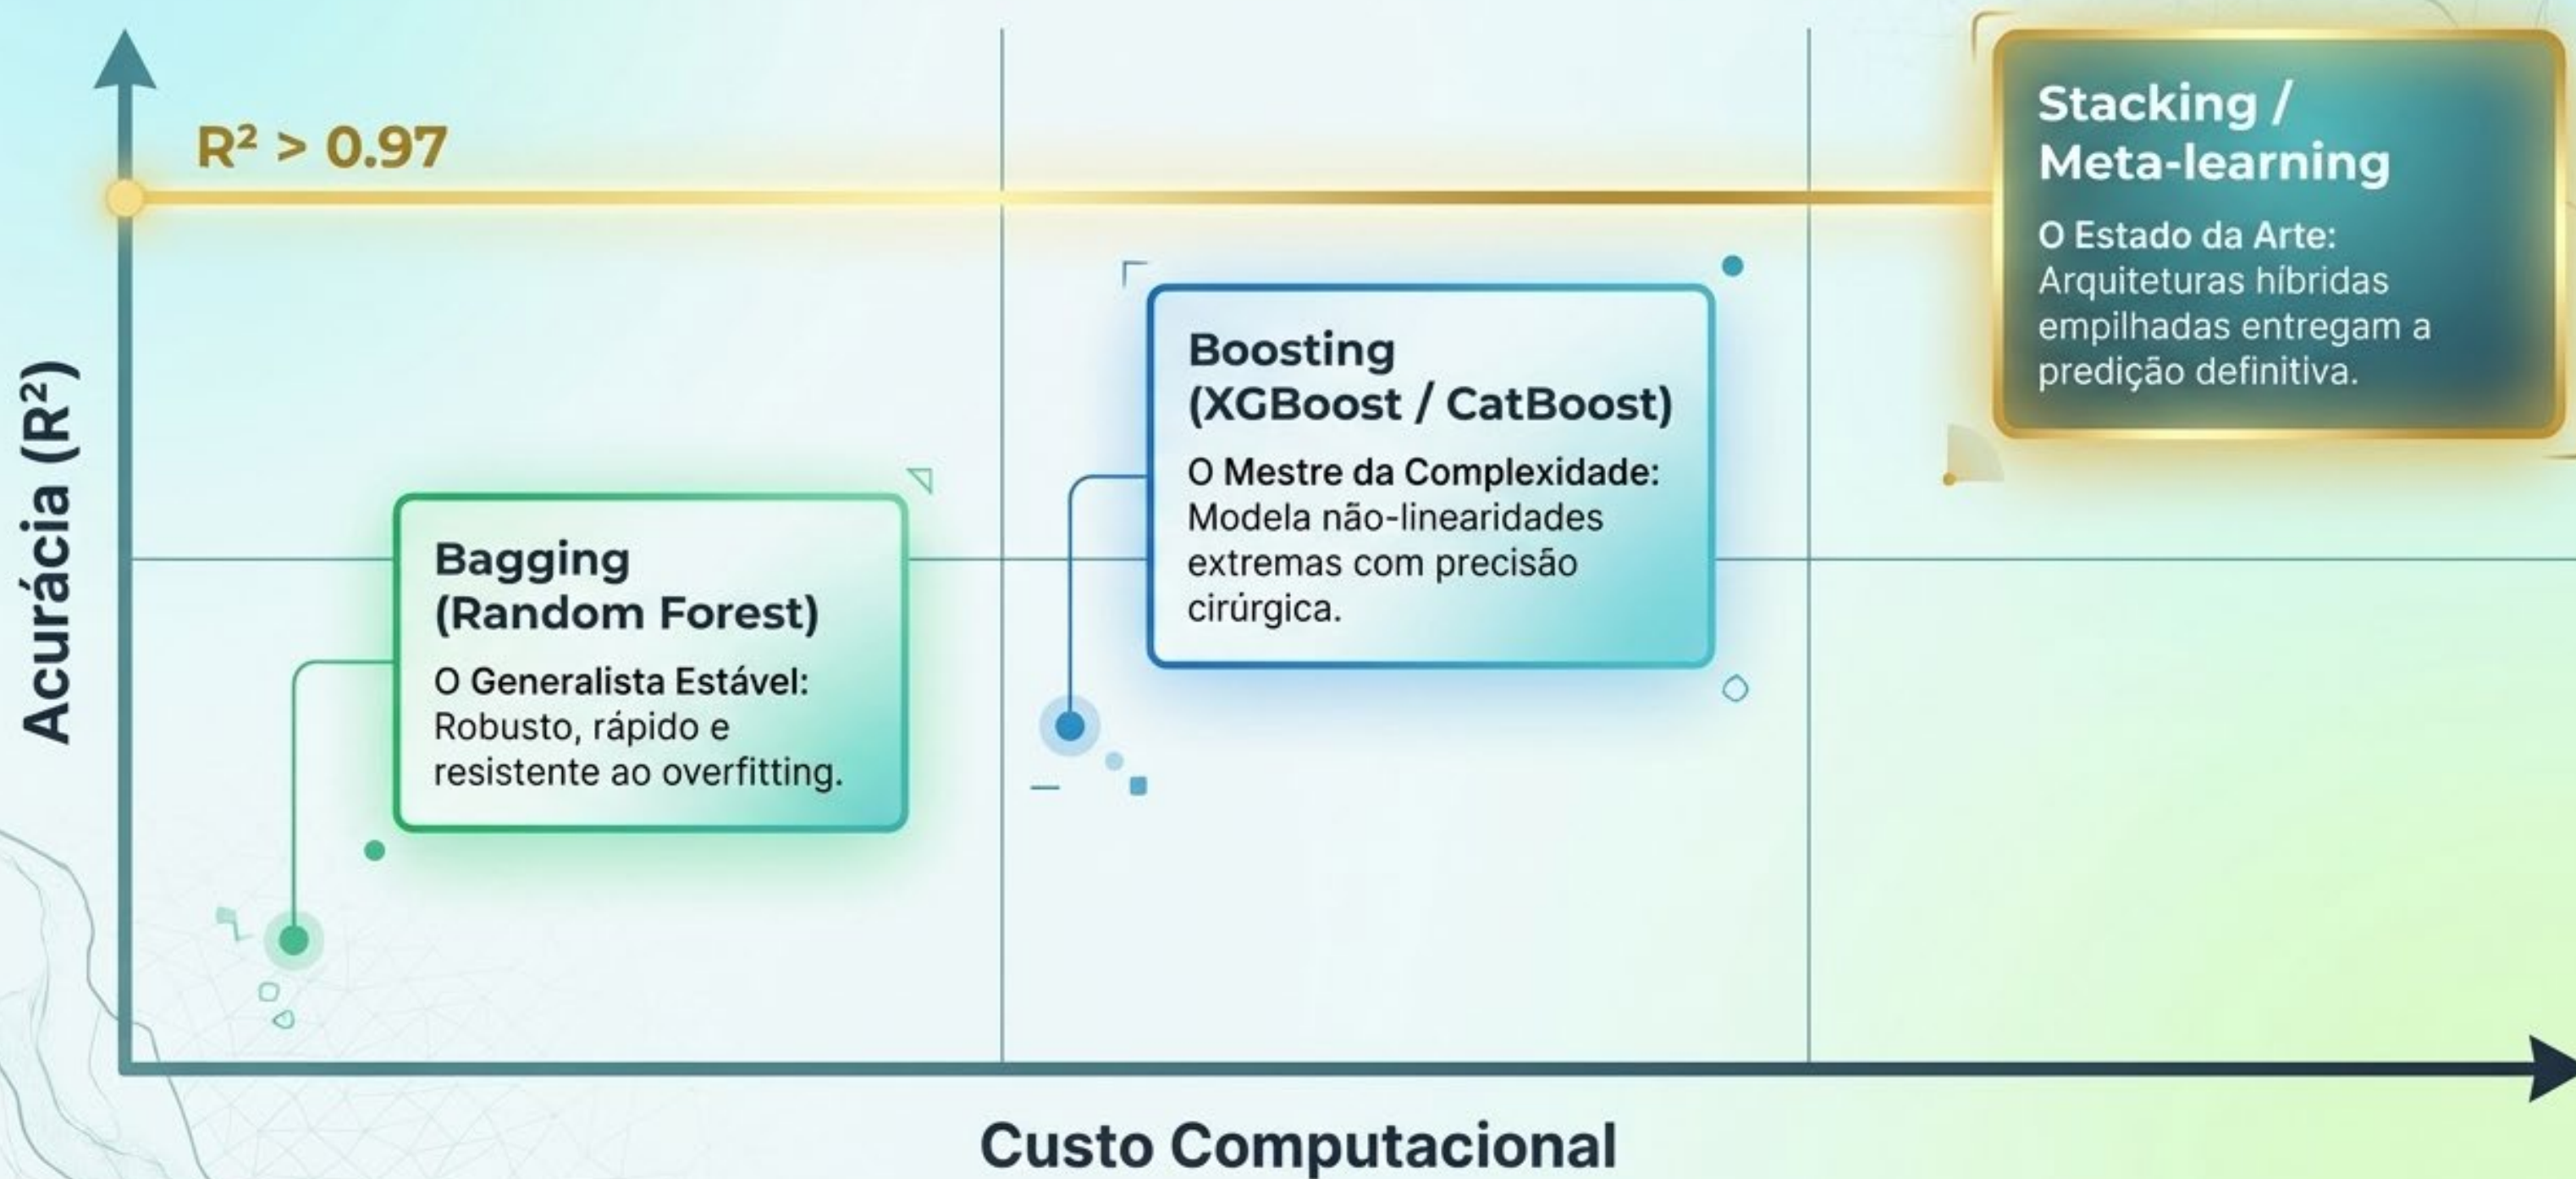 R² > 0.97
Stacking /
Meta-learning
O Estado da Arte:
Arquiteturas híbridas
empilhadas entregam a
predição definitiva.
Boosting
(XGBoost / CatBoost)
O Mestre da Complexidade:
Modela não-linearidades
extremas com precisão
cirúrgica.
Bagging
(Random Forest)
O Generalista Estável:
Robusto, rápido e
resistente ao overfitting.
Acurácia (R²)
Custo Computacional